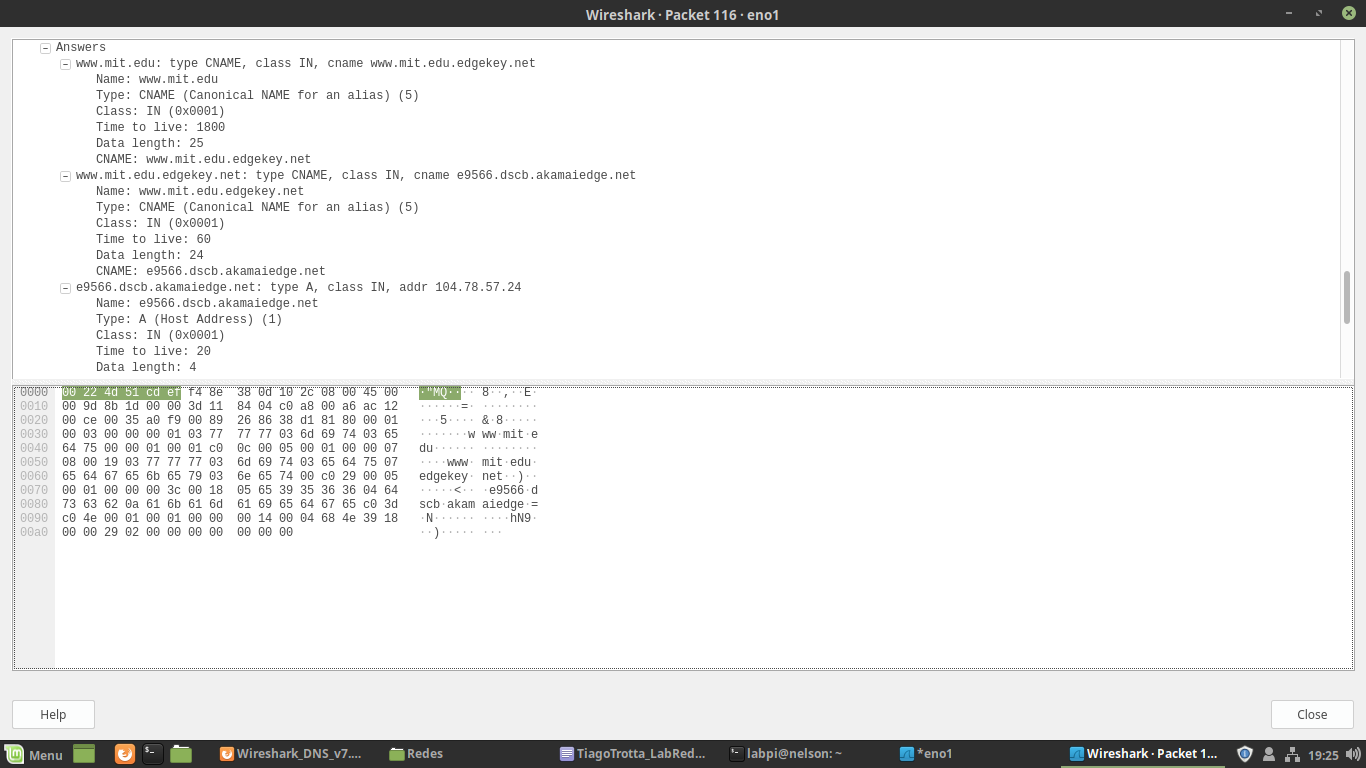 Wireshark · Packet 116 · eno1
Answers
www.mit.edu: type CNAME, class IN, cname www.mit.edu.edgekey.net
Name: www.mit.edu
Type: CNAME (Canonical NAME for an alias) (5)
Class: IN (0x0001)
Time to live: 1800
Data length: 25
CNAME: www.mit.edu.edgekey.net
www.mit.edu.edgekey.net: type CNAME, class IN, cname e9566.dscb.akamaiedge.net
Name: www.mit.edu.edgekey.net
Type: CNAME (Canonical NAME for an alias) (5)
Class: IN (0x0001)
Time to live: 60
Data length: 24
CNAME: e9566.dscb.akamaiedge.net
e9566.dscb.akamaiedge.net: type A, class IN, addr 104.78.57.24
Name: e9566.dscb.akamaiedge.net
Type: A (Host Address) (1)
Class: IN (0x0001)
Time to live: 20
Data length: 4
0000 00 22 4d 51 cd ef f4 8e 38 0d 10 2c 08 00 45 00 ·"MQ···· 8··,··E·
0010 00 9d 8b 1d 00 00 3d 11 84 04 c0 a8 00 a6 ac 12 ······=· ········
0020 00 ce 00 35 a0 f9 00 89 26 86 38 d1 81 80 00 01 ···5···· &·8·····
0030 00 03 00 00 00 01 03 77 77 77 03 6d 69 74 03 65 ·······w ww·mit·e
0040 64 75 00 00 01 00 01 c0 0c 00 05 00 01 00 00 07 du······ ········
0050 08 00 19 03 77 77 77 03 6d 69 74 03 65 64 75 07 ····www· mit·edu·
0060 65 64 67 65 6b 65 79 03 6e 65 74 00 c0 29 00 05 edgekey· net··)··
0070 00 01 00 00 00 3c 00 18 05 65 39 35 36 36 04 64 ·····<·· ·e9566·d
0080 73 63 62 0a 61 6b 61 6d 61 69 65 64 67 65 c0 3d scb·akam aiedge·=
0090 c0 4e 00 01 00 01 00 00 00 14 00 04 68 4e 39 18 ·N······ ····hN9·
00a0 00 00 29 02 00 00 00 00 00 00 00 ··)····· ···
Help
Close
Menu
Wireshark_DNS_v7....
Redes
TiagoTrotta_LabRed...
labpi@nelson: ~
*eno1
Wireshark · Packet 1...
19:25